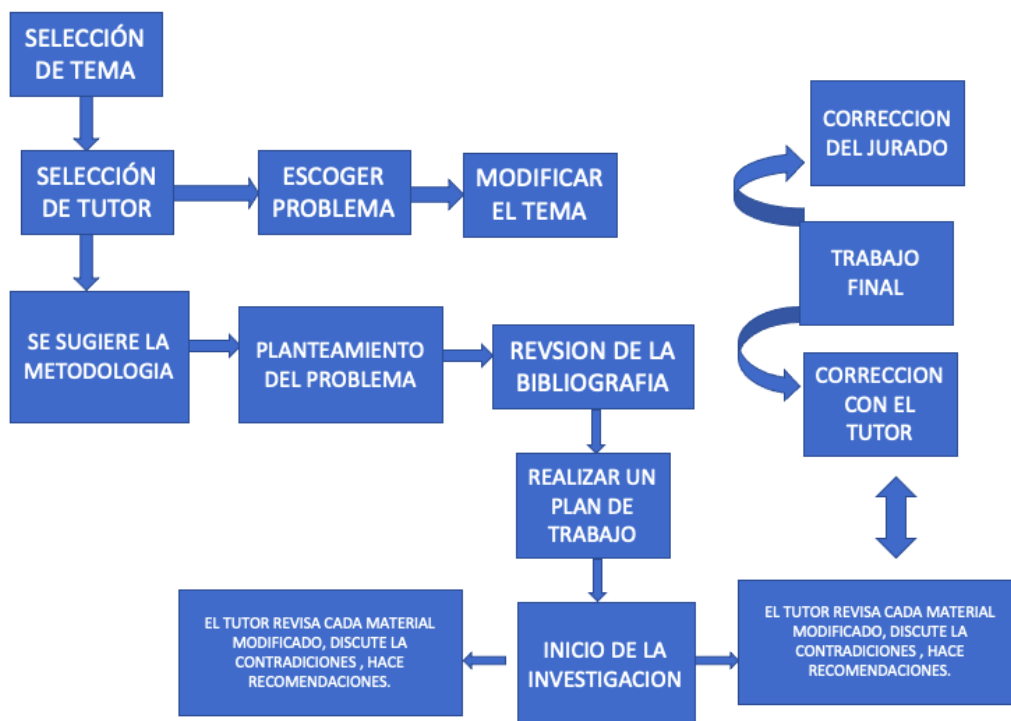 SELECCIÓN
DE TEMA
SELECCIÓN
DE TUTOR
ESCOGER
PROBLEMA
MODIFICAR
EL TEMA
SE SUGIERE LA
METODOLOGIA
PLANTEAMIENTO
DEL PROBLEMA
REVSION DE LA
BIBLIOGRAFIA
REALIZAR UN
PLAN DE
TRABAJO
INICIO DE LA
INVESTIGACION
EL TUTOR REVISA CADA MATERIAL
MODIFICADO, DISCUTE LA
CONTRADICIONES , HACE
RECOMENDACIONES.
EL TUTOR REVISA CADA MATERIAL
MODIFICADO, DISCUTE LA
CONTRADICIONES , HACE
RECOMENDACIONES.
CORRECCION
CON EL
TUTOR
TRABAJO
FINAL
CORRECCION
DEL JURADO